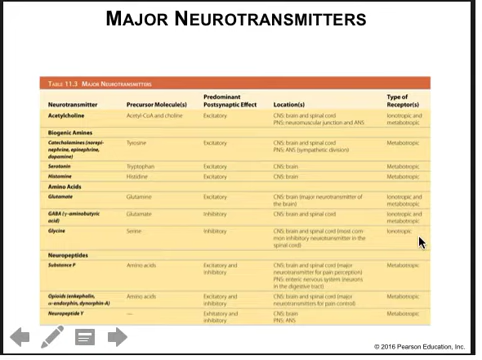 MAJOR NEUROTRANSMITTERS
TABLE 11.3 MAJOR NEUROTRANSMITTERS
Neurotransmitter Precursor Molecule(s) Predominant Postsynaptic Effect Location(s) Type of Receptor(s)
Acetylcholine Acetyl-CoA and choline Excitatory CNS: brain and spinal cord Ionotropic and
PNS: neuromuscular junction and ANS metabotropic
Biogenic Amines
Catecholamines (norepi- Tyrosine Excitatory CNS: brain and spinal cord Metabotropic
nephrine, epinephrine, PNS: ANS (sympathetic division)
dopamine)
Serotonin Tryptophan Excitatory CNS: brain Metabotropic
Histamine Histidine Excitatory CNS: brain Metabotropic
Amino Acids
Glutamate Glutamine Excitatory CNS: brain (major neurotransmitter of Ionotropic and
the brain) metabotropic
GABA (γ-aminobutyric Glutamate Inhibitory CNS: brain and spinal cord Ionotropic and
acid) metabotropic
Glycine Serine Inhibitory CNS: brain and spinal cord (most com- Ionotropic
mon inhibitory neurotransmitter in the
spinal cord)
Neuropeptides
Substance P Amino acids Excitatory and CNS: brain and spinal cord (major Metabotropic
inhibitory neurotransmitter for pain perception)
PNS: enteric nervous system (neurons
in the digestive tract)
Opioids (enkephalin, Amino acids Excitatory and CNS: brain and spinal cord (major Metabotropic
-endorphin, dynorphin-A) inhibitory neurotransmitters for pain control)
Neuropeptide Y — Exhibitory and CNS: brain Metabotropic
inhibitory PNS: ANS
© 2016 Pearson Education, Inc.